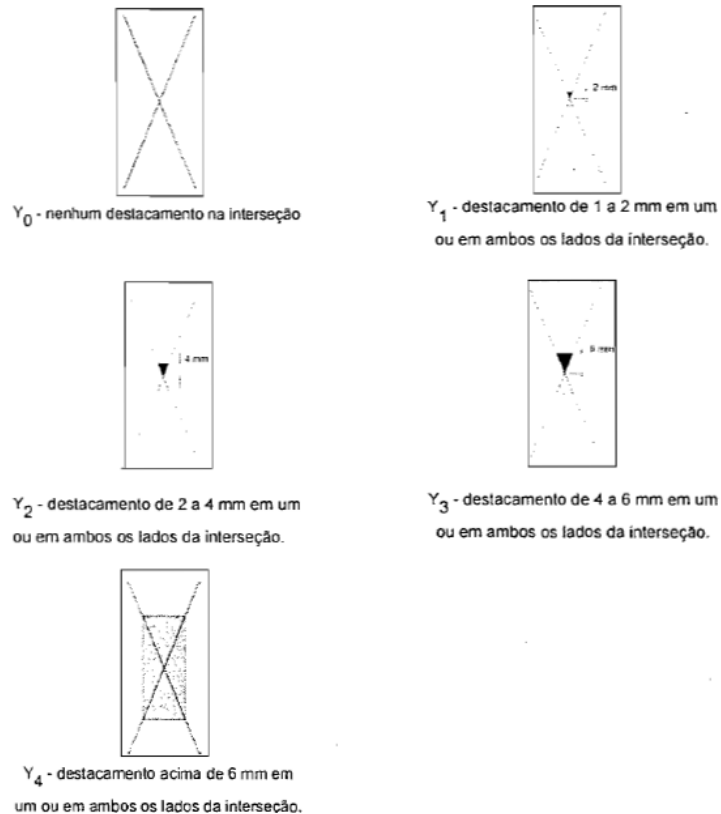 2 mm
Y0 - nenhum destacamento na interseção
Y1 - destacamento de 1 a 2 mm em um
ou em ambos os lados da interseção.
4 mm
6 mm
Y2 - destacamento de 2 a 4 mm em um
ou em ambos os lados da interseção.
Y3 - destacamento de 4 a 6 mm em um
ou em ambos os lados da interseção.
Y4 - destacamento acima de 6 mm em
um ou em ambos os lados da interseção.